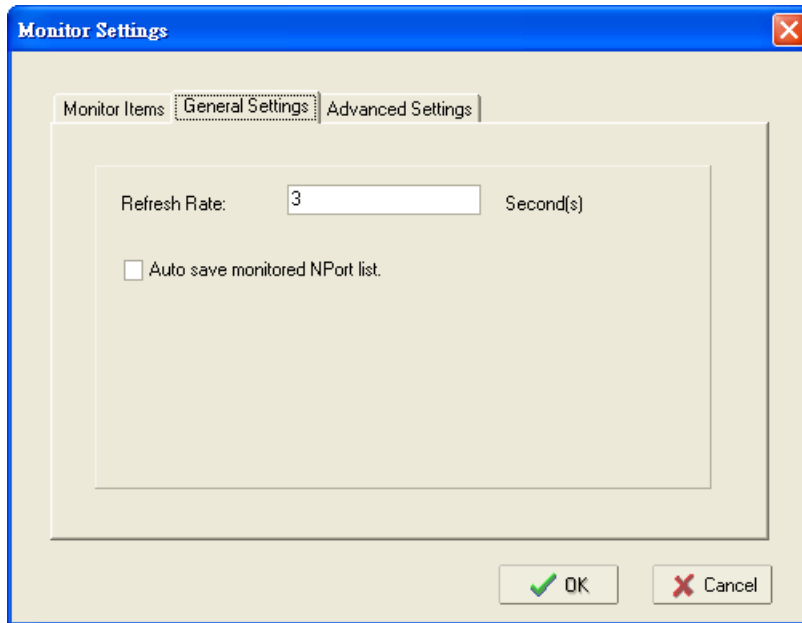 Monitor Settings
Monitor Items General Settings Advanced Settings
Refresh Rate: 3 Second(s)
Auto save monitored NPort list.
OK Cancel